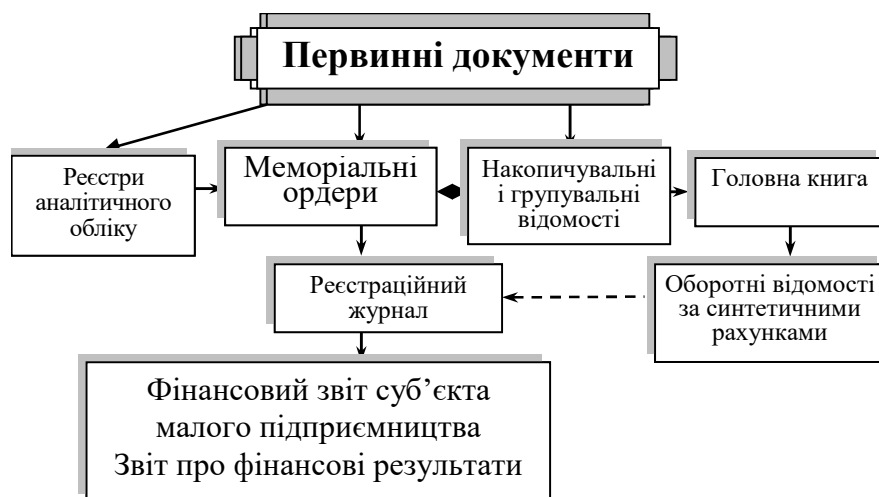 Первинні документи
Реєстри
аналітичного
обліку
Меморіальні
ордери
Накопичувальні
і групувальні
відомості
Головна книга
Реєстраційний
журнал
Оборотні відомості
за синтетичними
рахунками
Фінансовий звіт суб’єкта
малого підприємництва
Звіт про фінансові результати